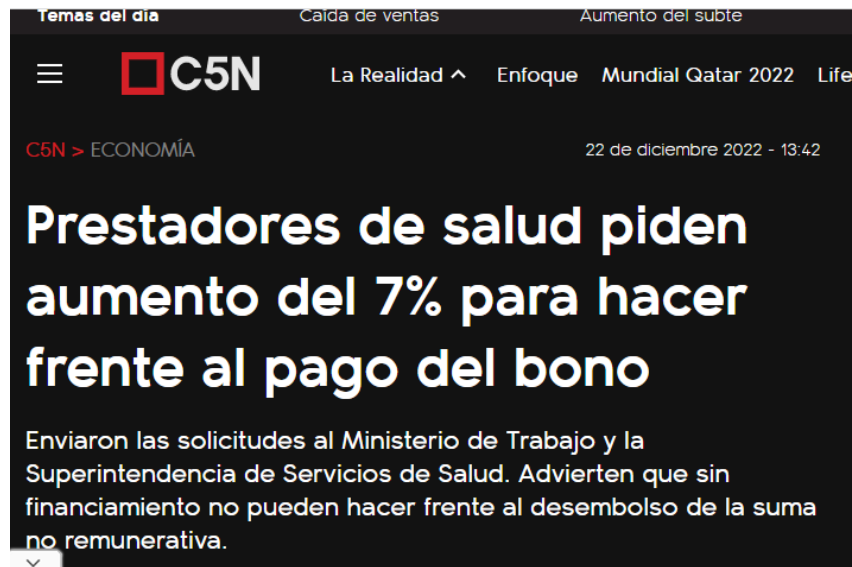 Temas del día Caída de ventas Aumento del subte
C5N La Realidad Enfoque Mundial Qatar 2022 Life
C5N > ECONOMÍA 22 de diciembre 2022 - 13:42
Prestadores de salud piden
aumento del 7% para hacer
frente al pago del bono
Enviaron las solicitudes al Ministerio de Trabajo y la
Superintendencia de Servicios de Salud. Advierten que sin
financiamiento no pueden hacer frente al desembolso de la suma
no remunerativa.